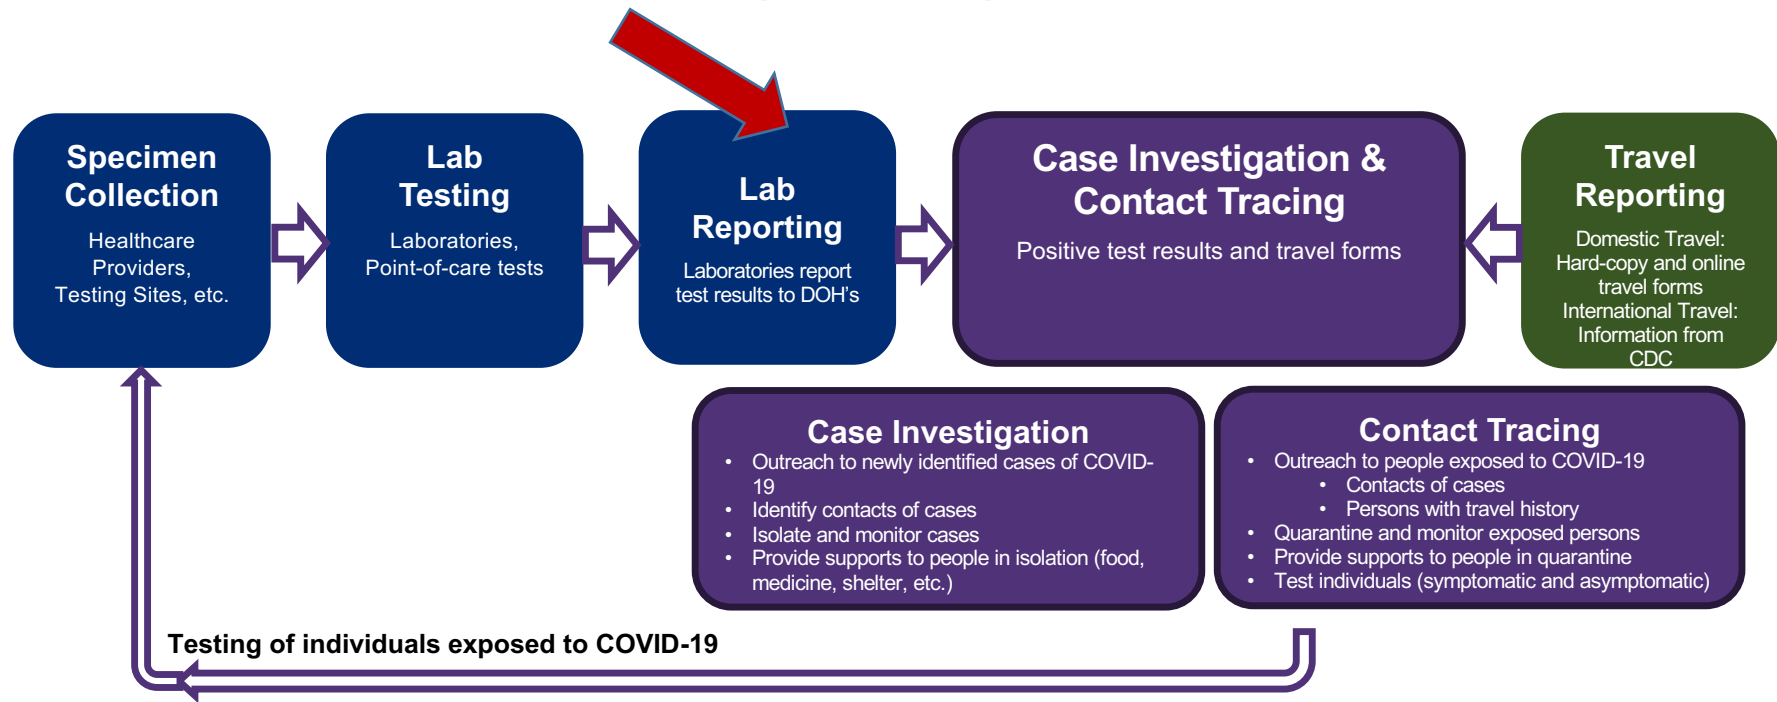 Specimen
Collection
Healthcare
Providers,
Testing Sites, etc.
Lab
Testing
Laboratories,
Point-of-care tests
Lab
Reporting
Laboratories report
test results to DOH’s
Case Investigation &
Contact Tracing
Positive test results and travel forms
Travel
Reporting
Domestic Travel:
Hard-copy and online
travel forms
International Travel:
Information from
CDC
Case Investigation
• Outreach to newly identified cases of COVID-
19
• Identify contacts of cases
• Isolate and monitor cases
• Provide supports to people in isolation (food,
medicine, shelter, etc.)
Contact Tracing
• Outreach to people exposed to COVID-19
• Contacts of cases
• Persons with travel history
• Quarantine and monitor exposed persons
• Provide supports to people in quarantine
• Test individuals (symptomatic and asymptomatic)
Testing of individuals exposed to COVID-19